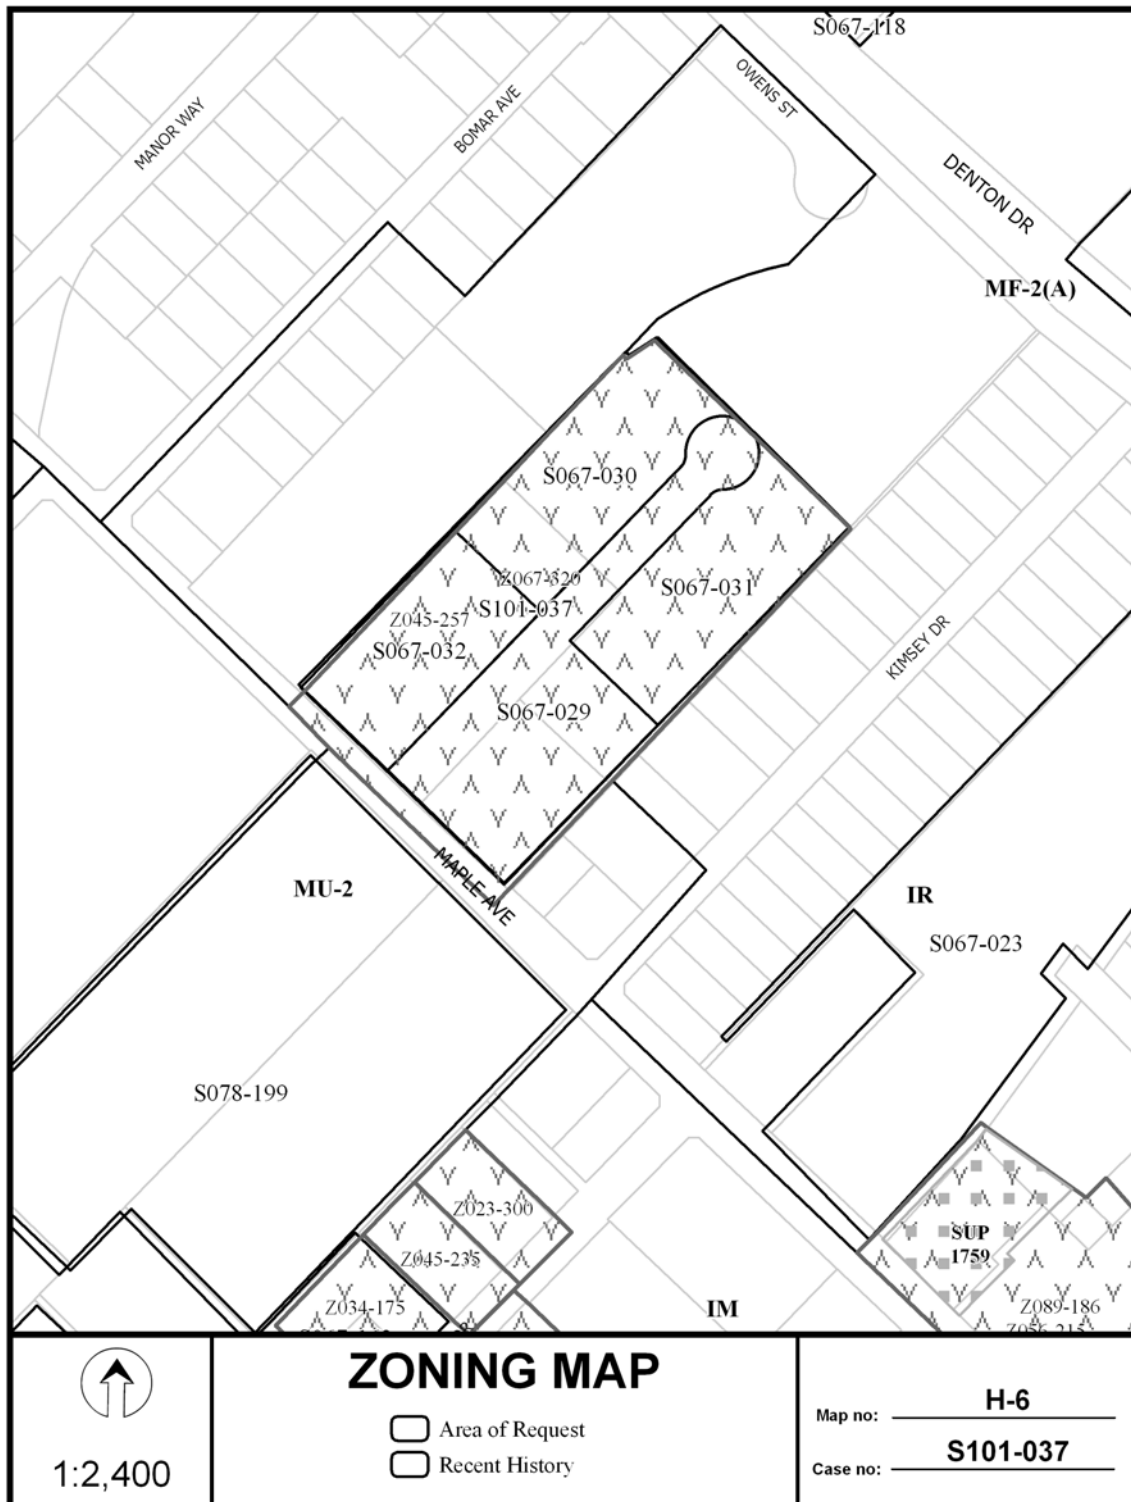 S067-118
OWENS ST
MANOR WAY
BOMAR AVE
DENTON DR
MF-2(A)
S067-030
Z067-320
S067-031
S101-037
Z045-257
S067-032
KIMSEY DR
S067-029
MAPLE AVE
MU-2
IR
S067-023
S078-199
Z023-300
SUP
1759
Z045-235
Z034-175
IM
Z089-186
Z056-215
ZONING MAP
Area of Request
Recent History
1:2,400
Map no: H-6
Case no: S101-037